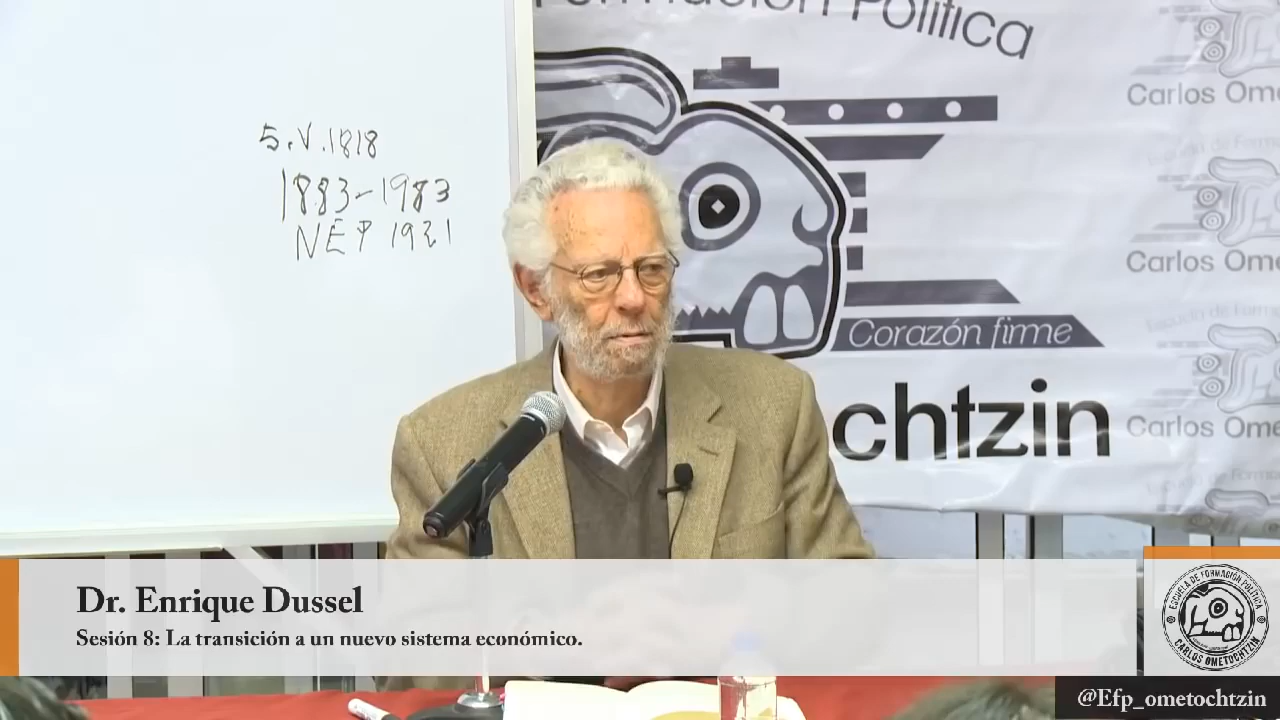 Formación Política
5.V.1818
1883-1983
NEP 1921
Corazón firme
chtzin
Carlos Ome
Carlos Ome
Carlos Ome
Dr. Enrique Dussel
Sesión 8: La transición a un nuevo sistema económico.
ESCUELA DE FORMACIÓN POLÍTICA
CARLOS OMETOCHTZIN
@Efp_ometochtzin